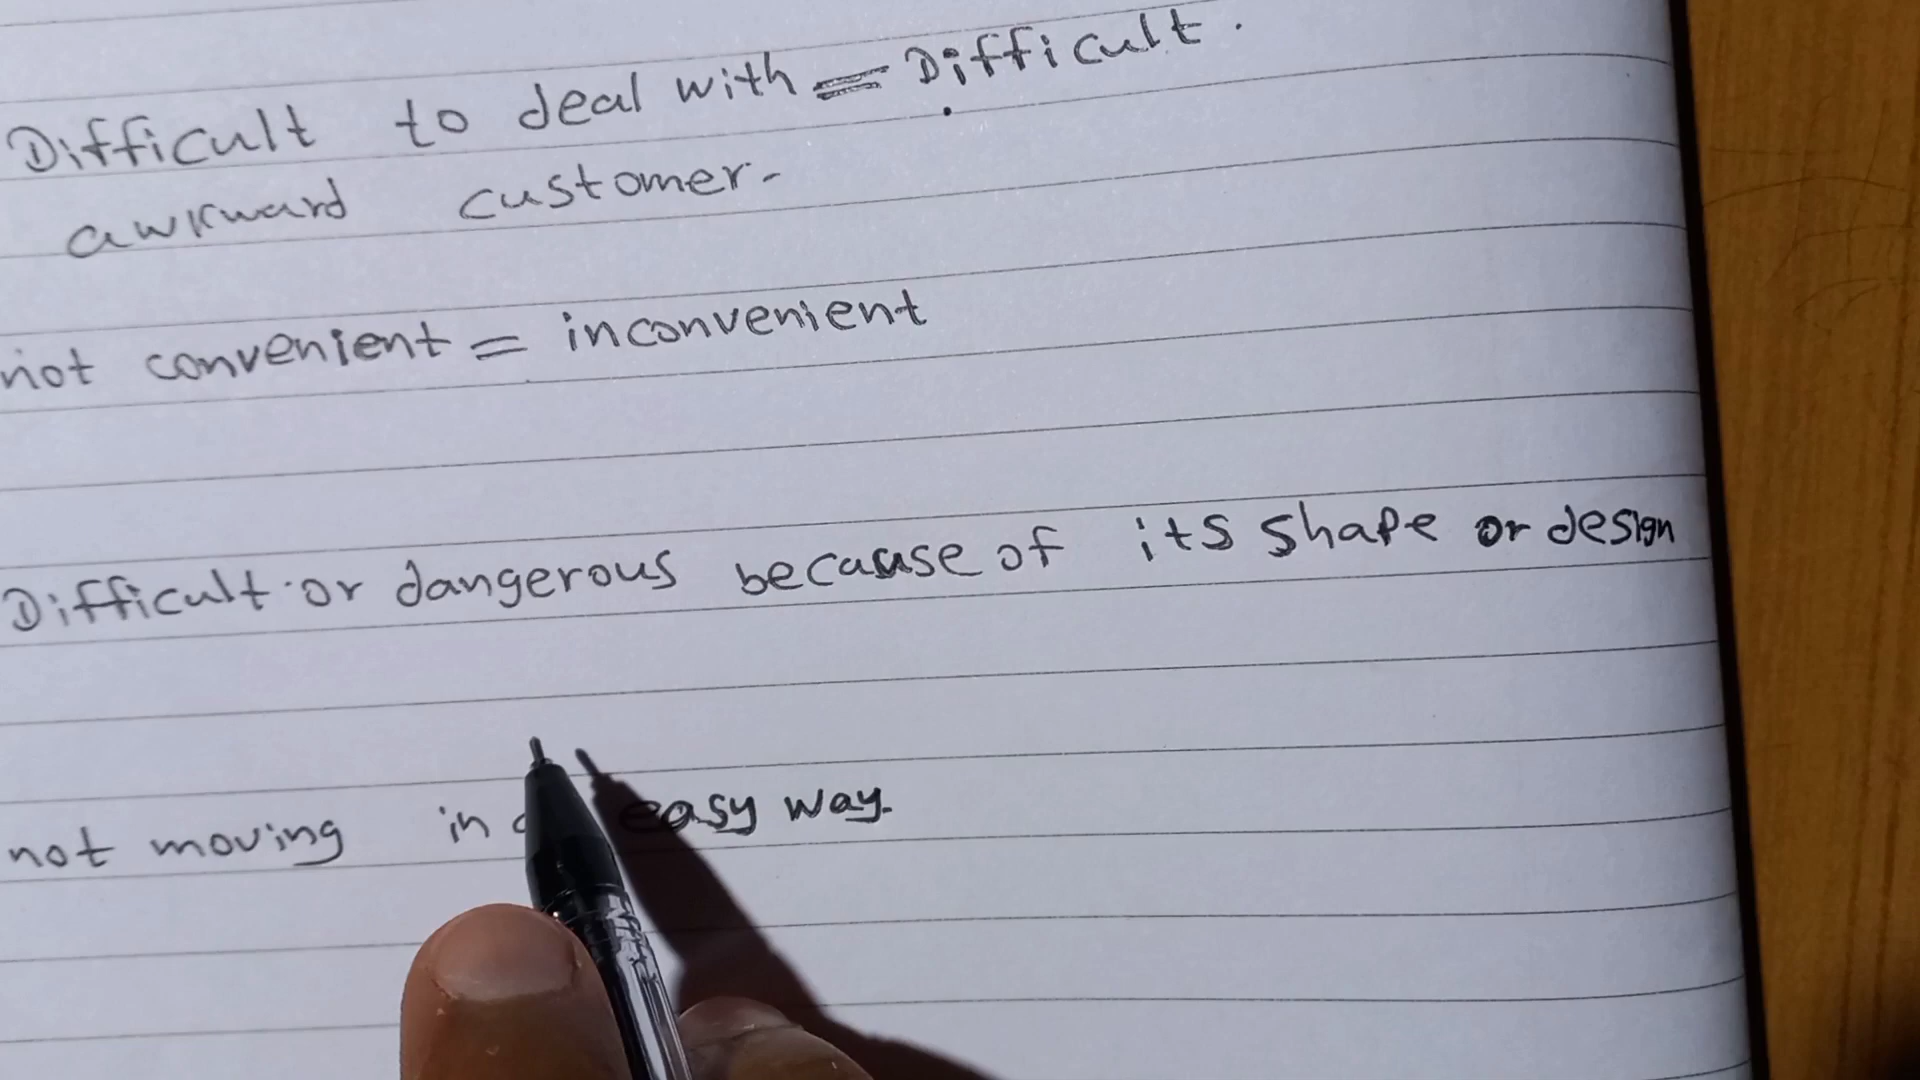 Difficult to deal with = Difficult.
awkward customer.
not convenient = inconvenient
Difficult or dangerous because of its shape or design
not moving in easy way.